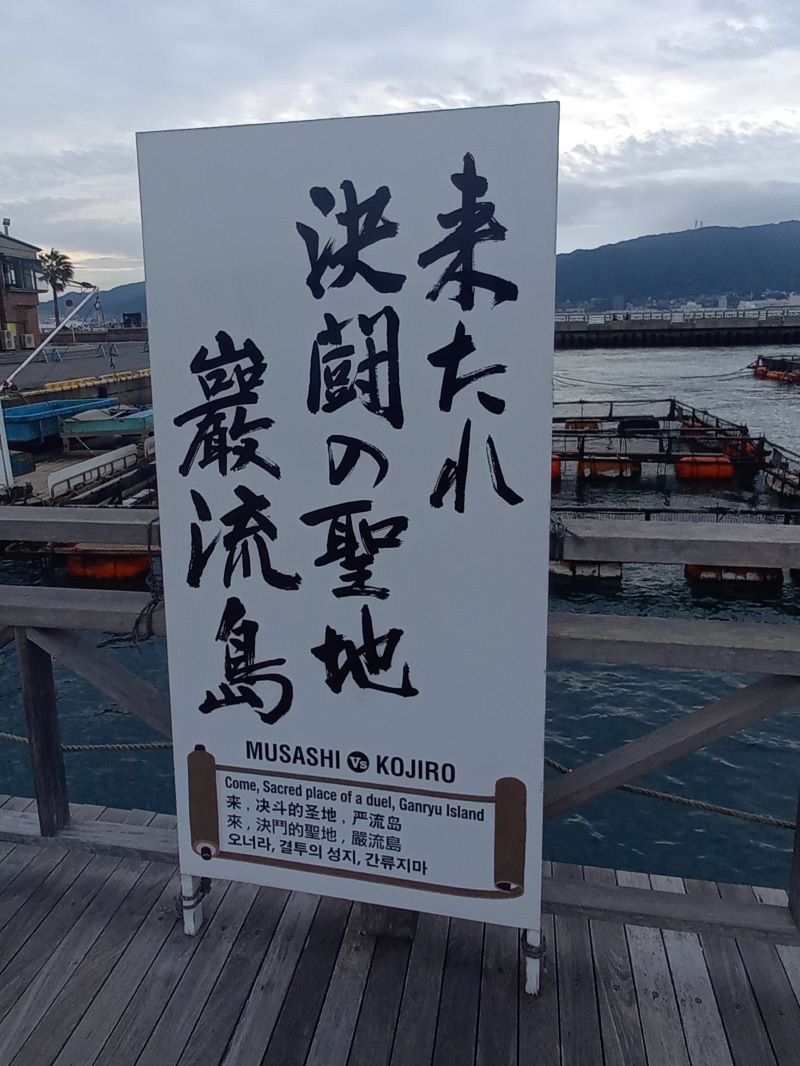 来たれ
決闘の聖地
巌流島
MUSASHI VS KOJIRO
Come, Sacred place of a duel, Ganryu Island
来，决斗的圣地，严流岛
來，決鬥的聖地，嚴流島
오너라, 결투의 성지, 간류지마